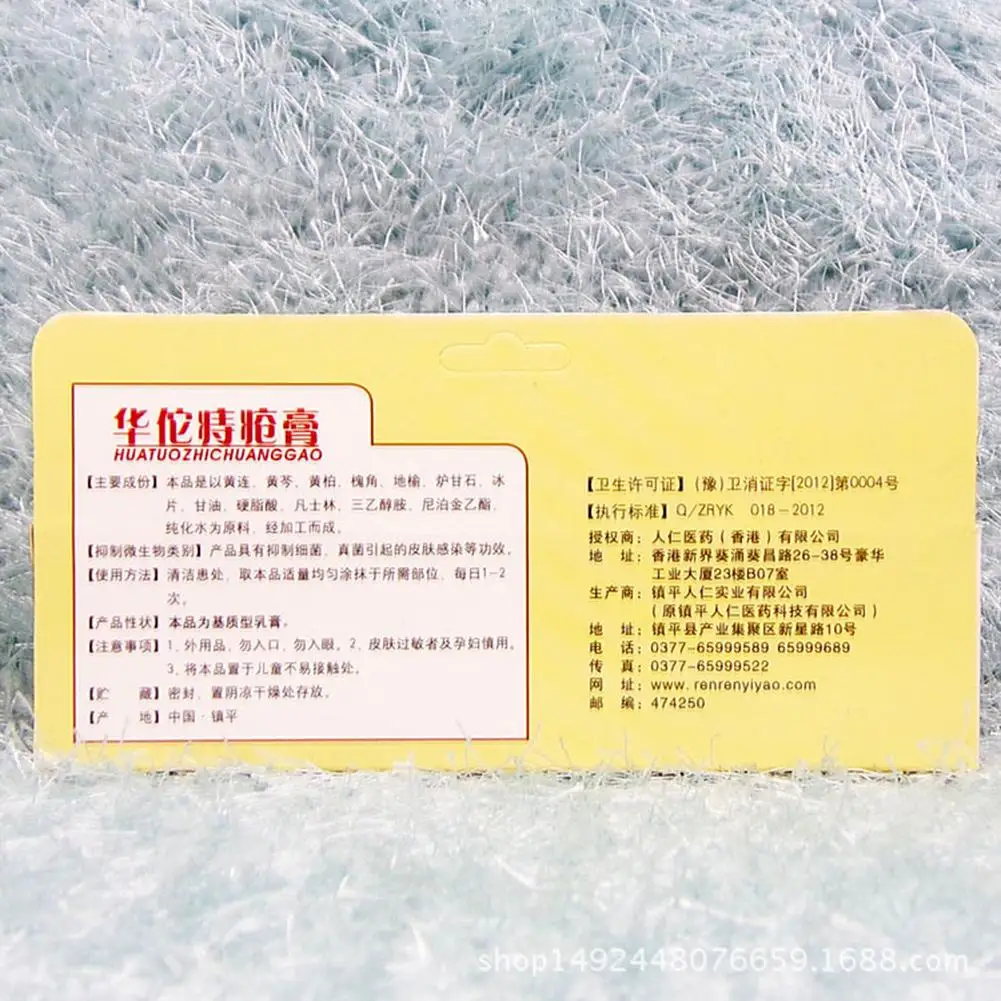 华佗痔疮膏
HUATUOZHICHUANGGAO
【主要成份】本品是以黄连、黄芩、黄柏、槐角、地榆、炉甘石、冰
片、甘油、硬脂酸、凡士林、三乙醇胺、尼泊金乙酯、
纯化水为原料，经加工而成。
【抑制微生物类别】产品具有抑制细菌、真菌引起的皮肤感染等功效。
【使用方法】清洁患处，取本品适量均匀涂抹于所需部位，每日1-2
次。
【产品性状】本品为基质型乳膏。
【注意事项】1、外用品，勿入口、勿入眼。2、皮肤过敏者及孕妇慎用。
3、将本品置于儿童不易接触处。
【贮 藏】密封，置阴凉干燥处存放。
【产 地】中国·镇平
【卫生许可证】(豫)卫消证字[2012]第0004号
【执行标准】Q/ZRYK 018-2012
授权商：人仁医药(香港)有限公司
地 址：香港新界葵涌葵昌路26-38号豪华
工业大厦23楼B07室
生产商：镇平人仁实业有限公司
(原镇平人仁医药科技有限公司)
地 址：镇平县产业集聚区新星路10号
电 话：0377-65999589 65999689
传 真：0377-65999522
网 址：www.renrenyiyao.com
邮 编：474250
shop1492448076659.1688.com